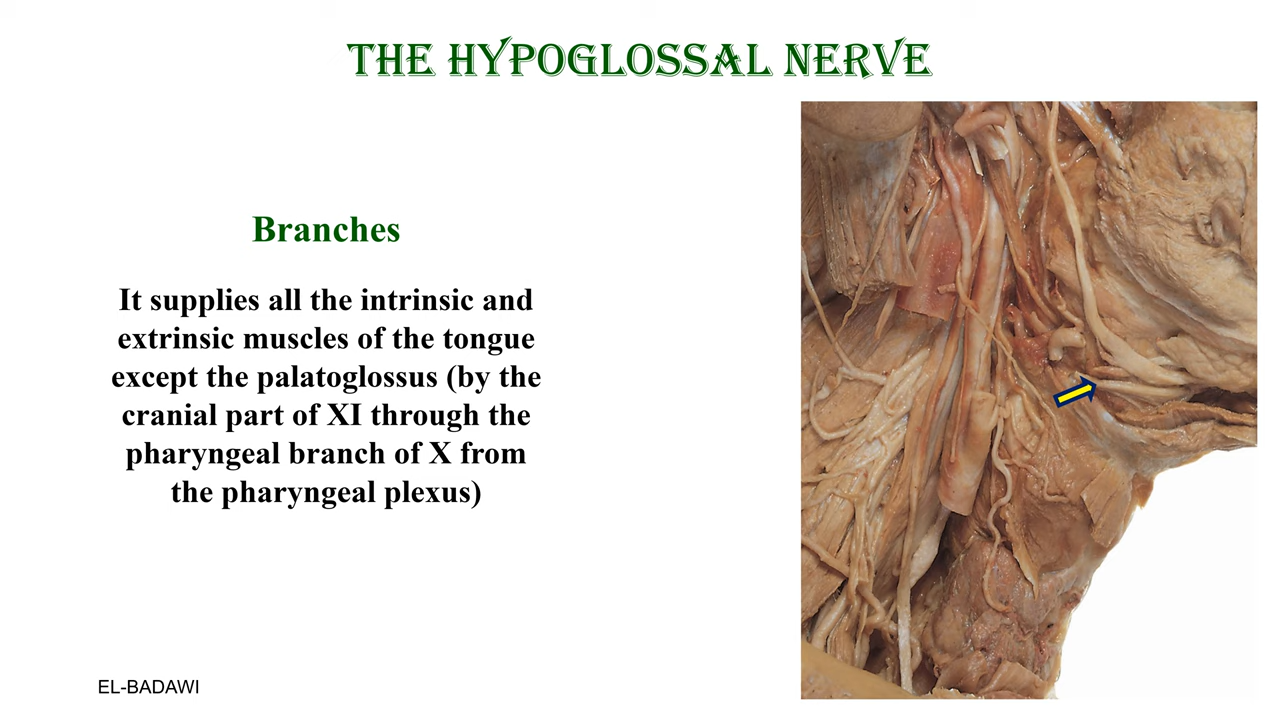 THE HYPOGLOSSAL NERVE
Branches
It supplies all the intrinsic and
extrinsic muscles of the tongue
except the palatoglossus (by the
cranial part of XI through the
pharyngeal branch of X from
the pharyngeal plexus)
EL-BADAWI